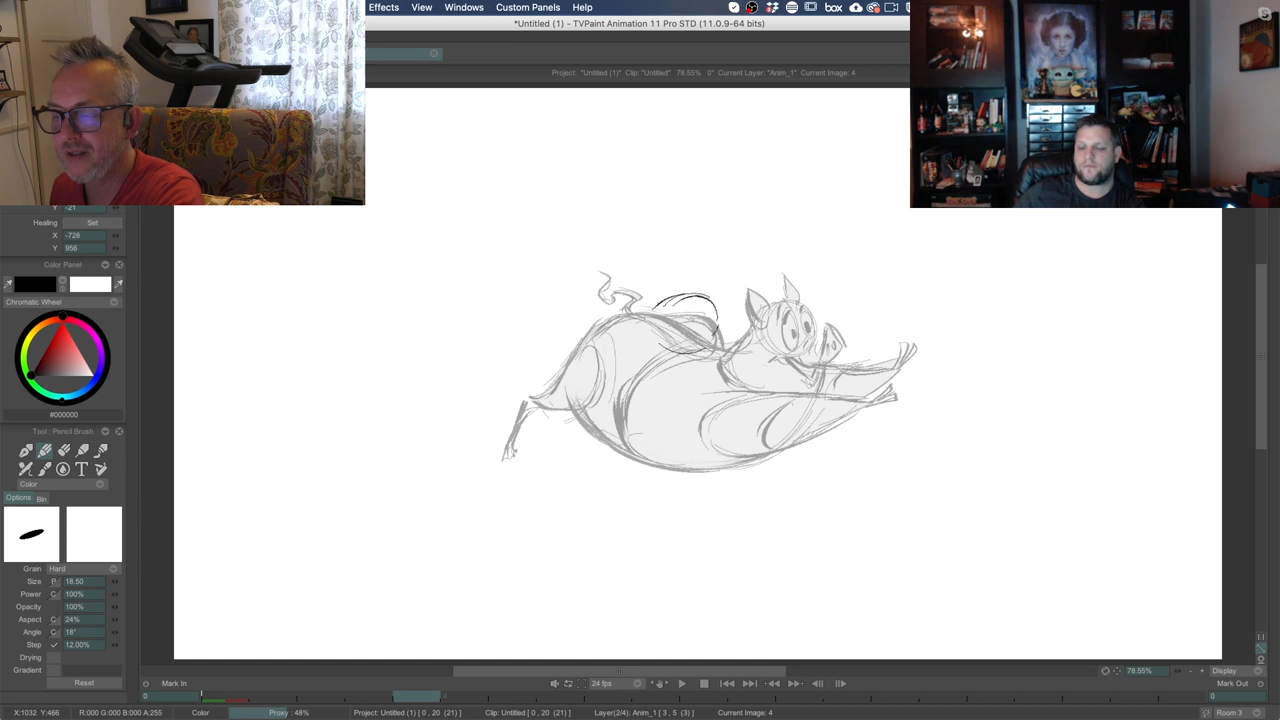 Effects View Windows Custom Panels Help
box
*Untitled (1) - TVPaint Animation 11 Pro STD (11.0.9-64 bits)
Project: "Untitled (1)" Clip: "Untitled" 78.55% 0° Current Layer: "Anim_1" Current Image: 4
Y -21
Healing Set
X -728
Y 956
Color Panel
Chromatic Wheel
#000000
Tool : Pencil Brush
Color
Options Bin
Grain Hard
Size P 18.50
Power C 100%
Opacity 100%
Aspect C 24%
Angle C 18°
Step 12.00%
Drying
Gradient
Reset
78.55% - + Display
Mark In 24 fps Mark Out
0 4 0
X:1032 Y:466 R:000 G:000 B:000 A:255 Color Proxy : 48% Project: Untitled (1) [ 0 , 20 (21) ] Clip: Untitled [ 0 , 20 (21) ] Layer(2/4): Anim_1 [ 3 , 5 (3) ] Current Image: 4 Room 3